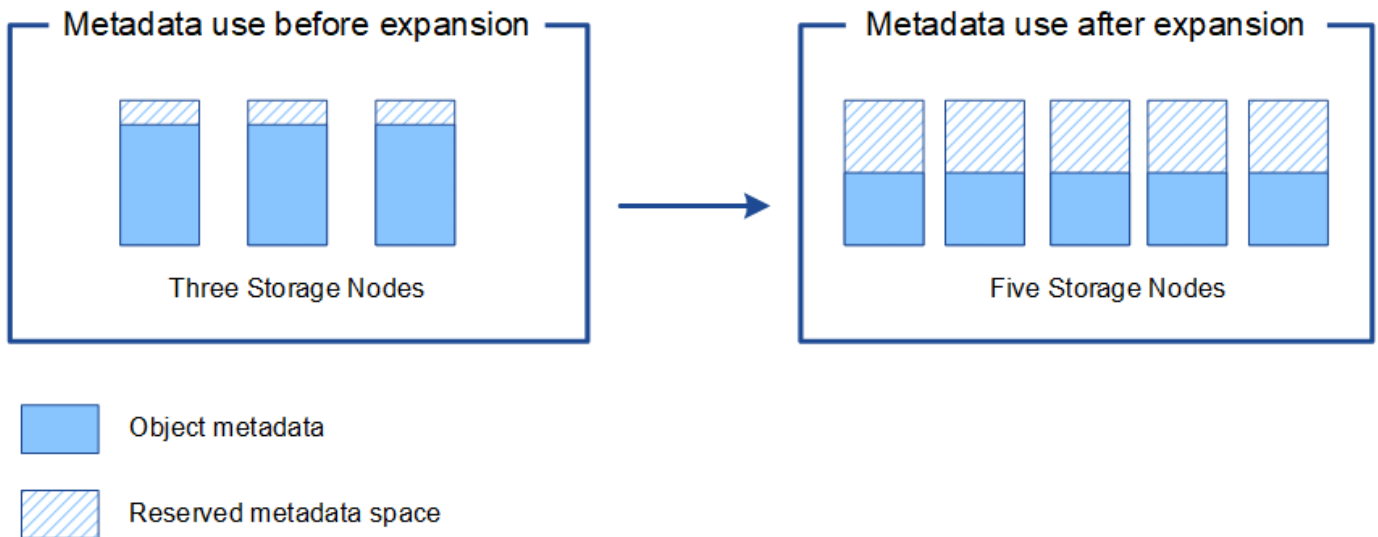 Metadata use before expansion
Metadata use after expansion
Three Storage Nodes
Five Storage Nodes
Object metadata
Reserved metadata space